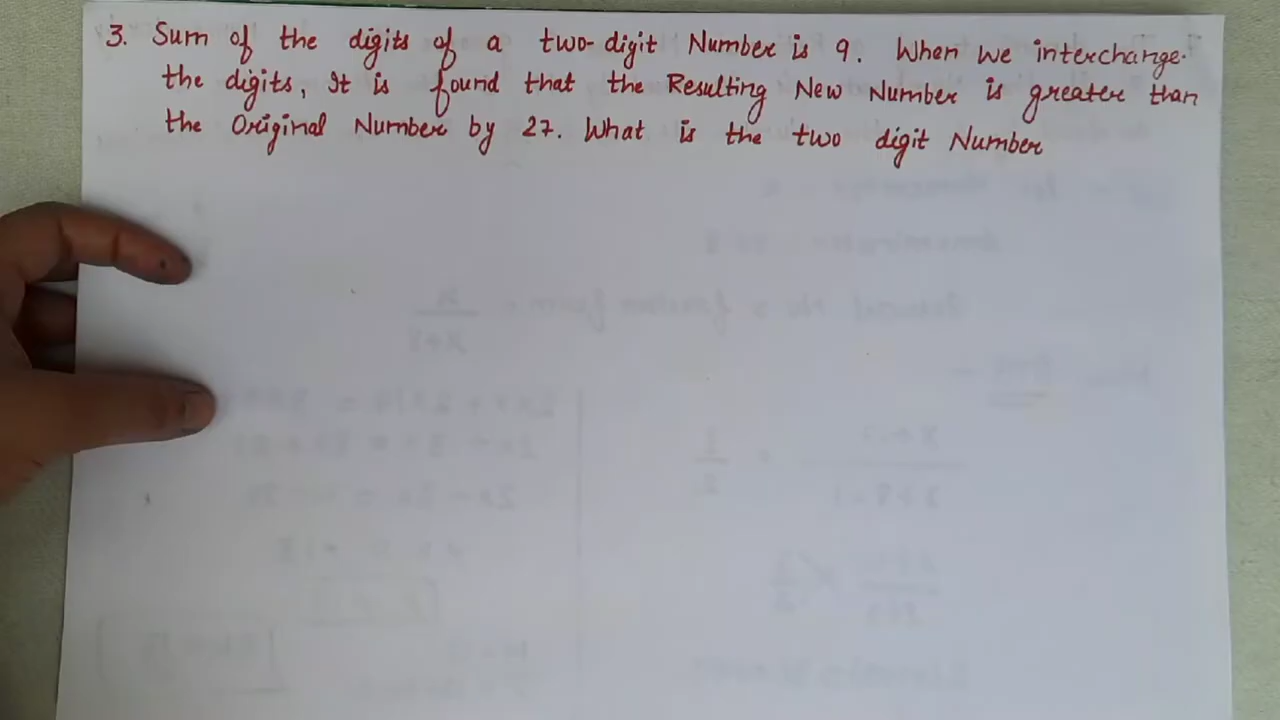 3. Sum of the digits of a two-digit Number is 9. When we interchange.
the digits, It is found that the Resulting New Number is greater than
the Original Number by 27. What is the two digit Number